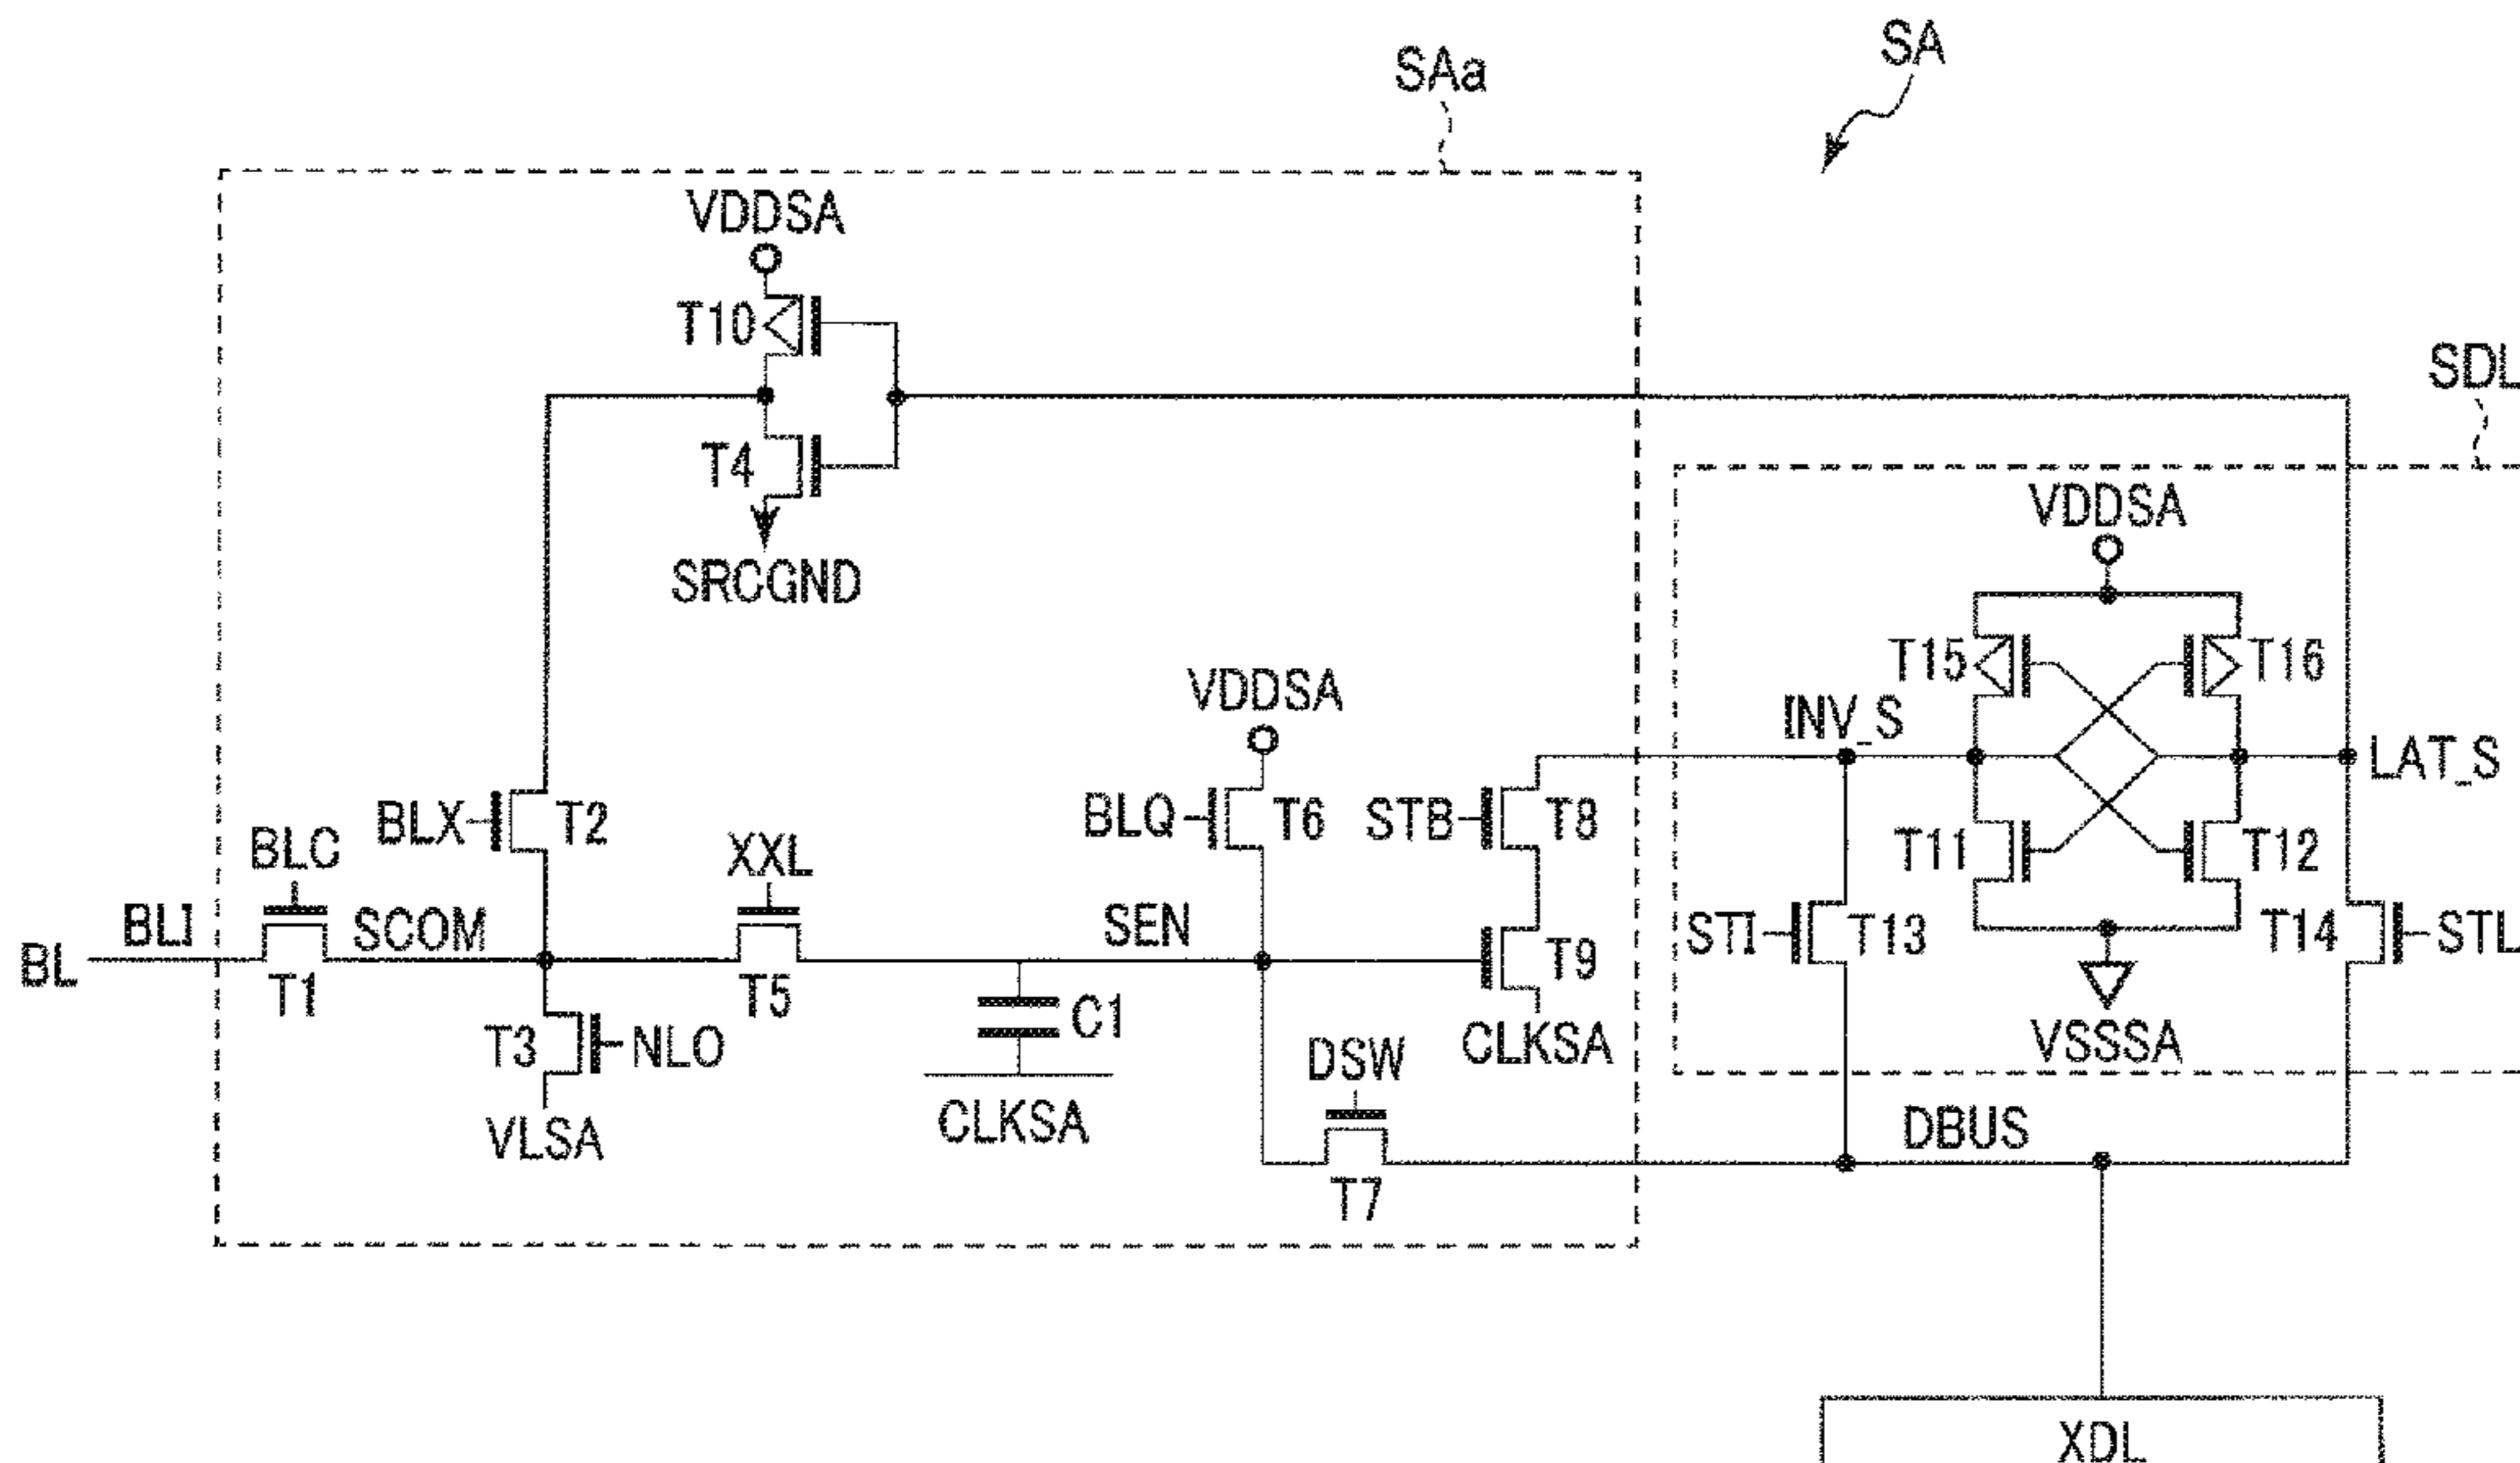 SA
SAa
VDDSA
T10
SDL
T4
VDDSA
SRCGND
T15
T16
VDDSA
INV_S
LAT_S
BLX
T2
BLQ
T6
STB
T8
T11
T12
BLC
XXL
BLI
SCOM
SEN
STI
T13
T14
STL
BL
T1
T5
T9
C1
T3
NLO
DSW
CLKSA
VSSSA
VLSA
CLKSA
DBUS
T7
XDL